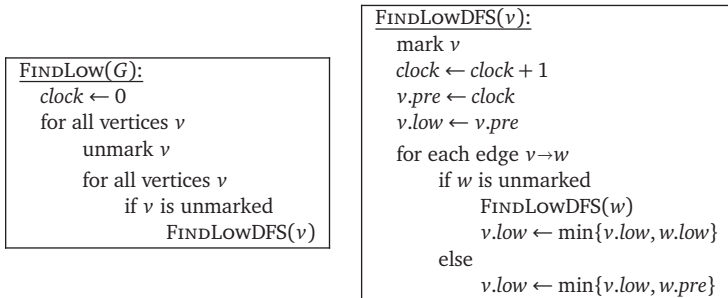 FINDLOW(G):
clock ← 0
for all vertices v
unmark v
for all vertices v
if v is unmarked
FINDLOWDFS(v)
FINDLOWDFS(v):
mark v
clock ← clock + 1
v.pre ← clock
v.low ← v.pre
for each edge v→w
if w is unmarked
FINDLOWDFS(w)
v.low ← min{v.low, w.low}
else
v.low ← min{v.low, w.pre}